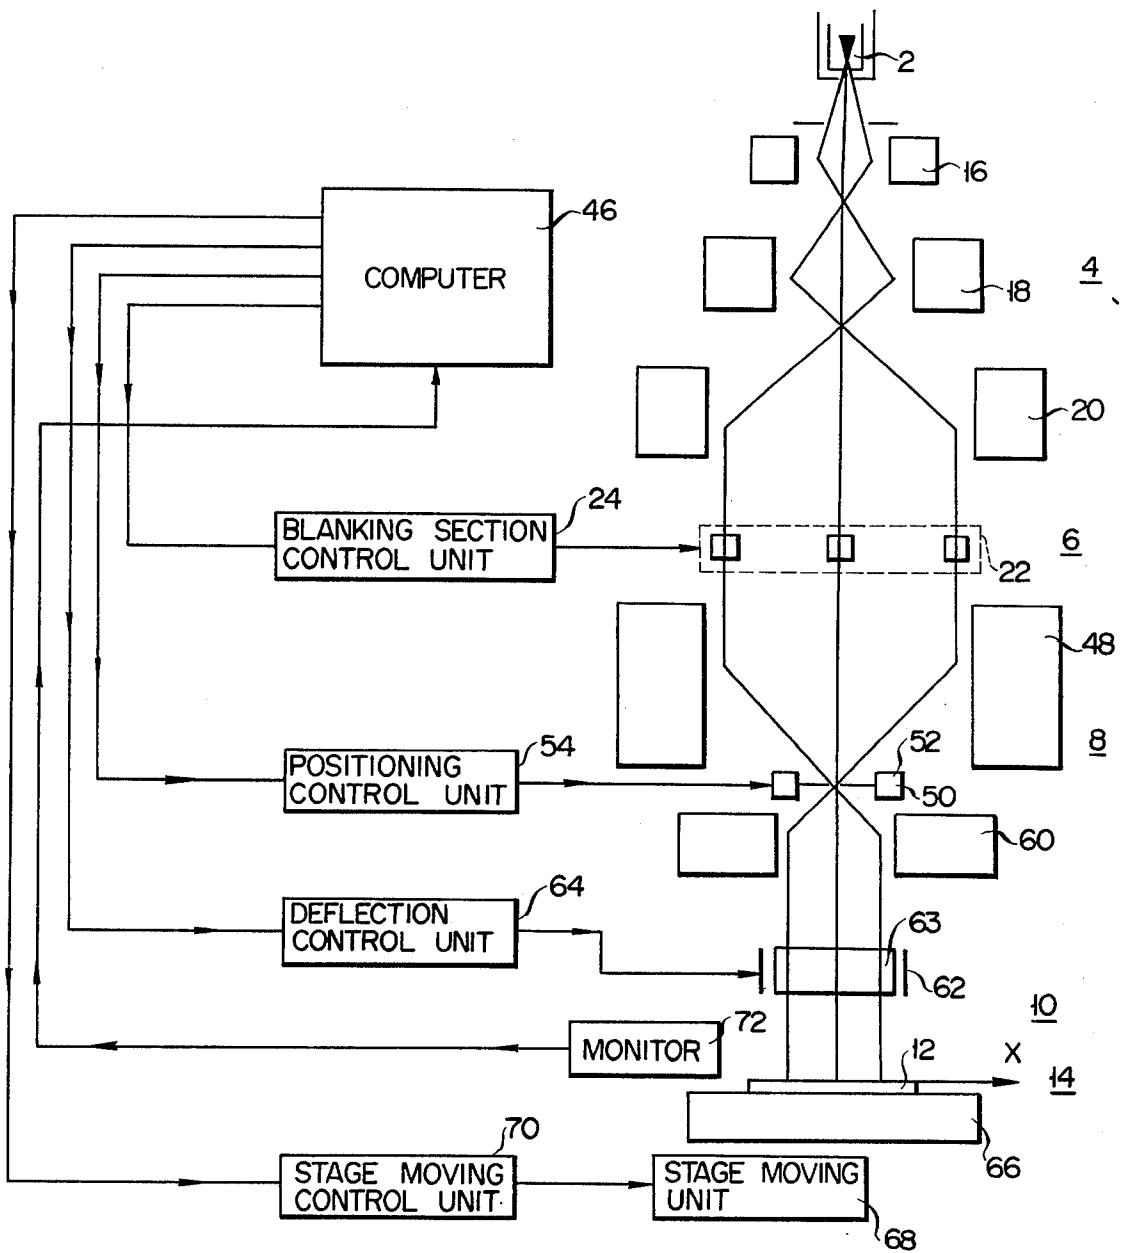 2
16
46
COMPUTER
4
18
20
24
BLANKING SECTION
CONTROL UNIT
6
22
48
54
52
8
POSITIONING
CONTROL UNIT
50
60
64
DEFLECTION
CONTROL UNIT
63
62
10
72
MONITOR
12
X
14
70
66
STAGE MOVING
CONTROL UNIT
STAGE MOVING
UNIT
68